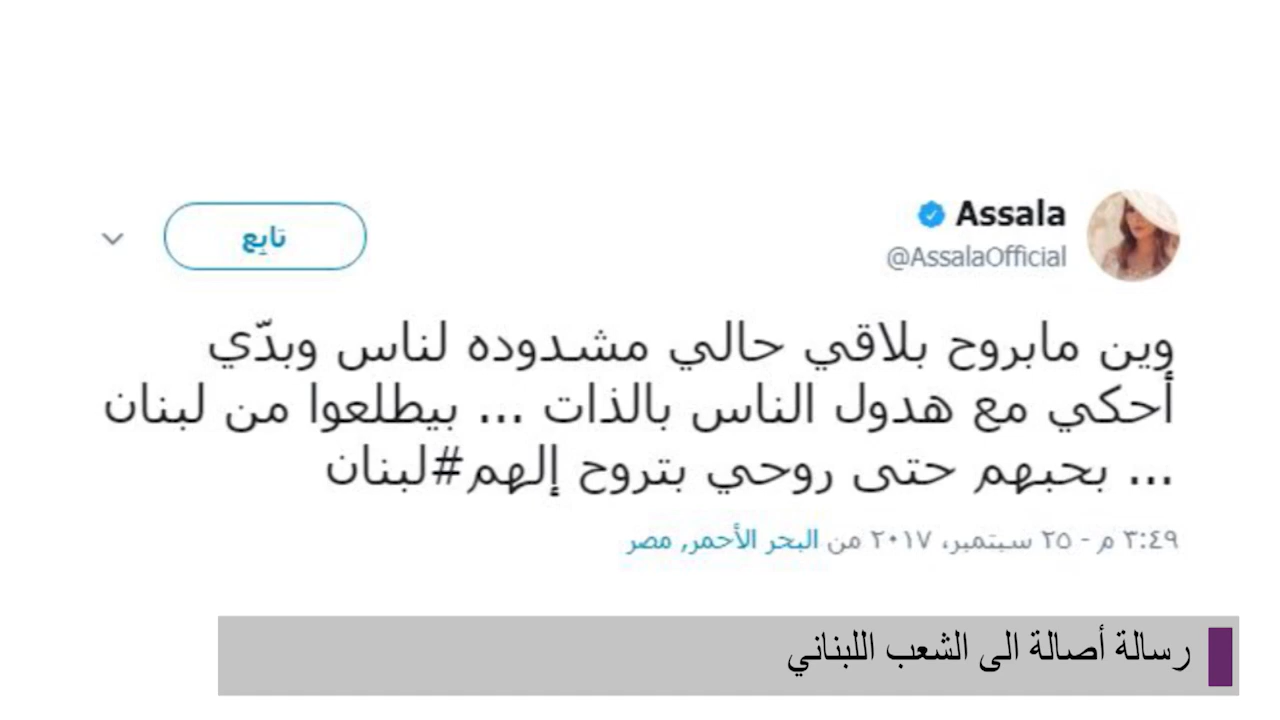 Assala
@AssalaOfficial
تابِع
وين مابروح بلاقي حالي مشدوده لناس وبدّي
أحكي مع هدول الناس بالذات ... بيطلعوا من لبنان
... بحبهم حتى روحي بتروح إلهم#لبنان
٣:٤٩ م - ٢٥ سبتمبر، ٢٠١٧ من البحر الأحمر, مصر
رسالة أصالة الى الشعب اللبناني